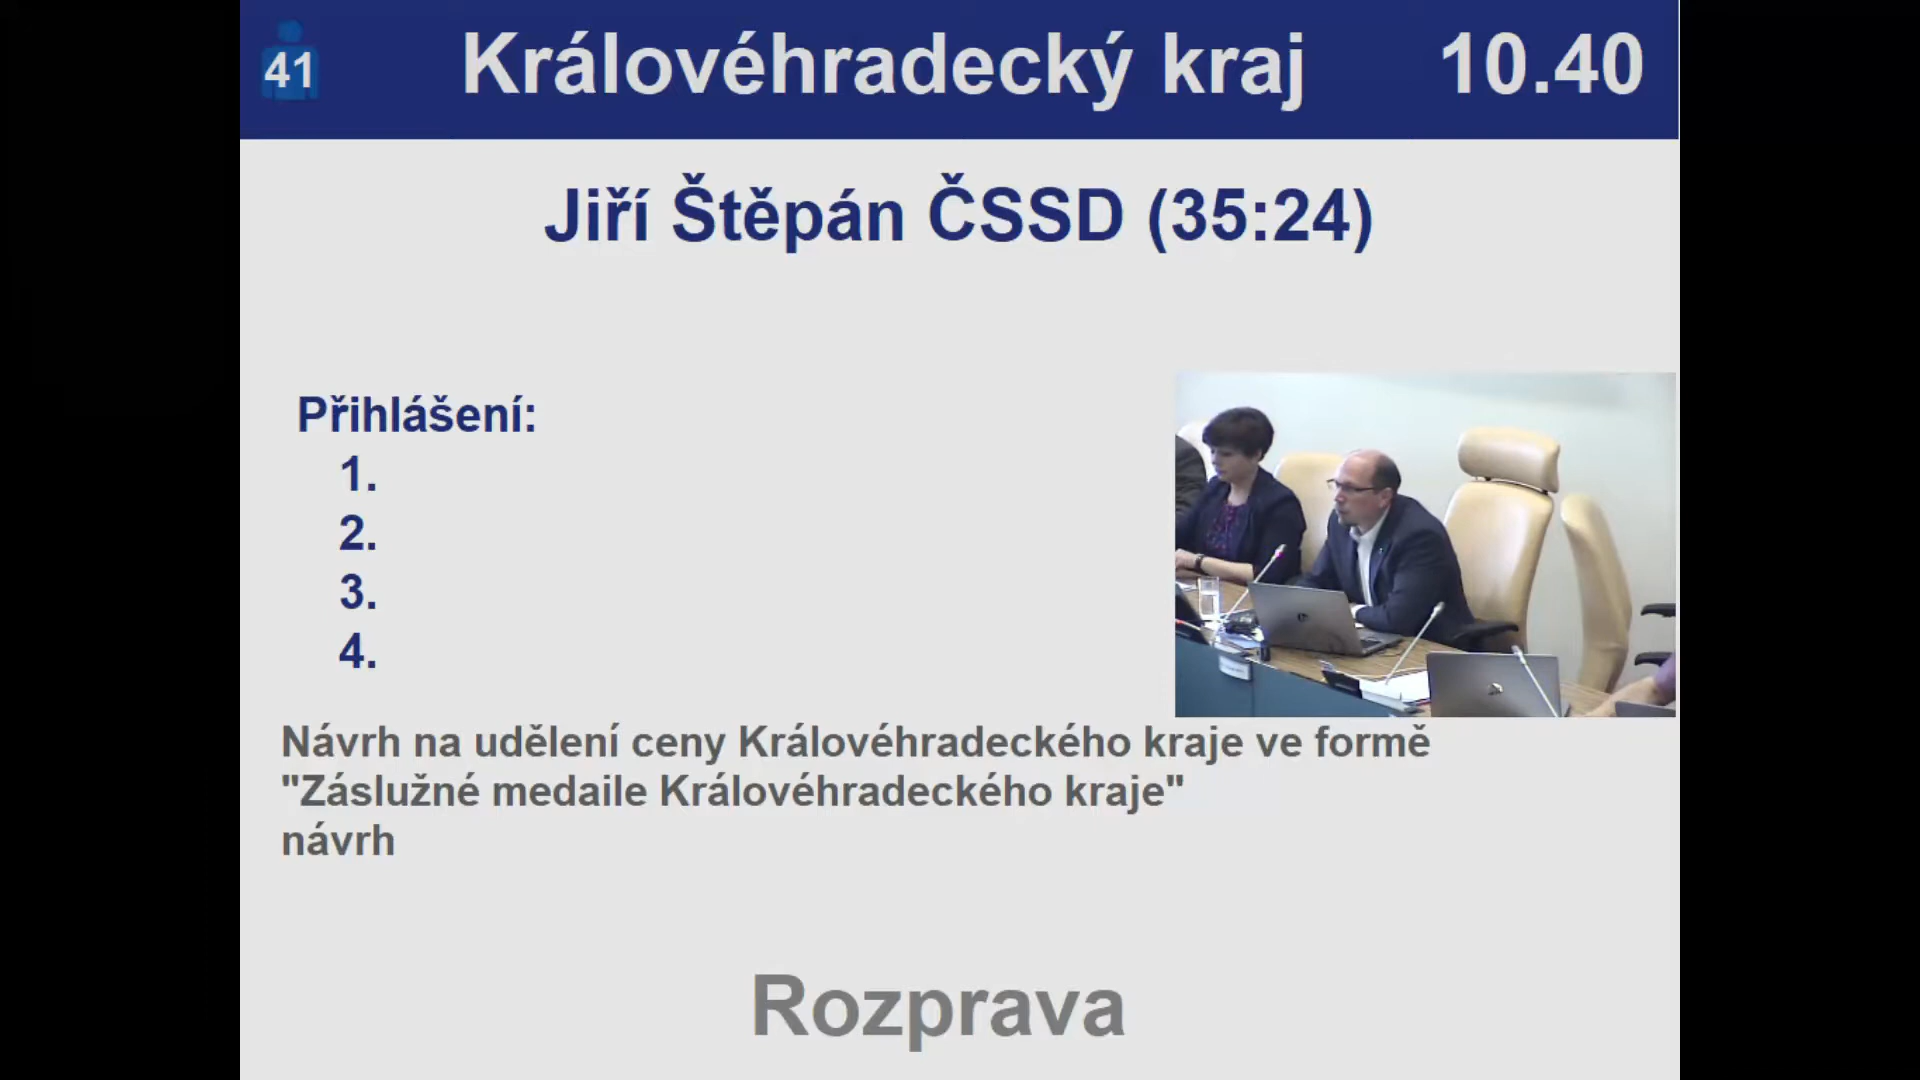 41
Královéhradecký kraj
10.40
Jiří Štěpán ČSSD (35:24)
Přihlášení:
1.
2.
3.
4.
Návrh na udělení ceny Královéhradeckého kraje ve formě
"Záslužné medaile Královéhradeckého kraje"
návrh
Rozprava